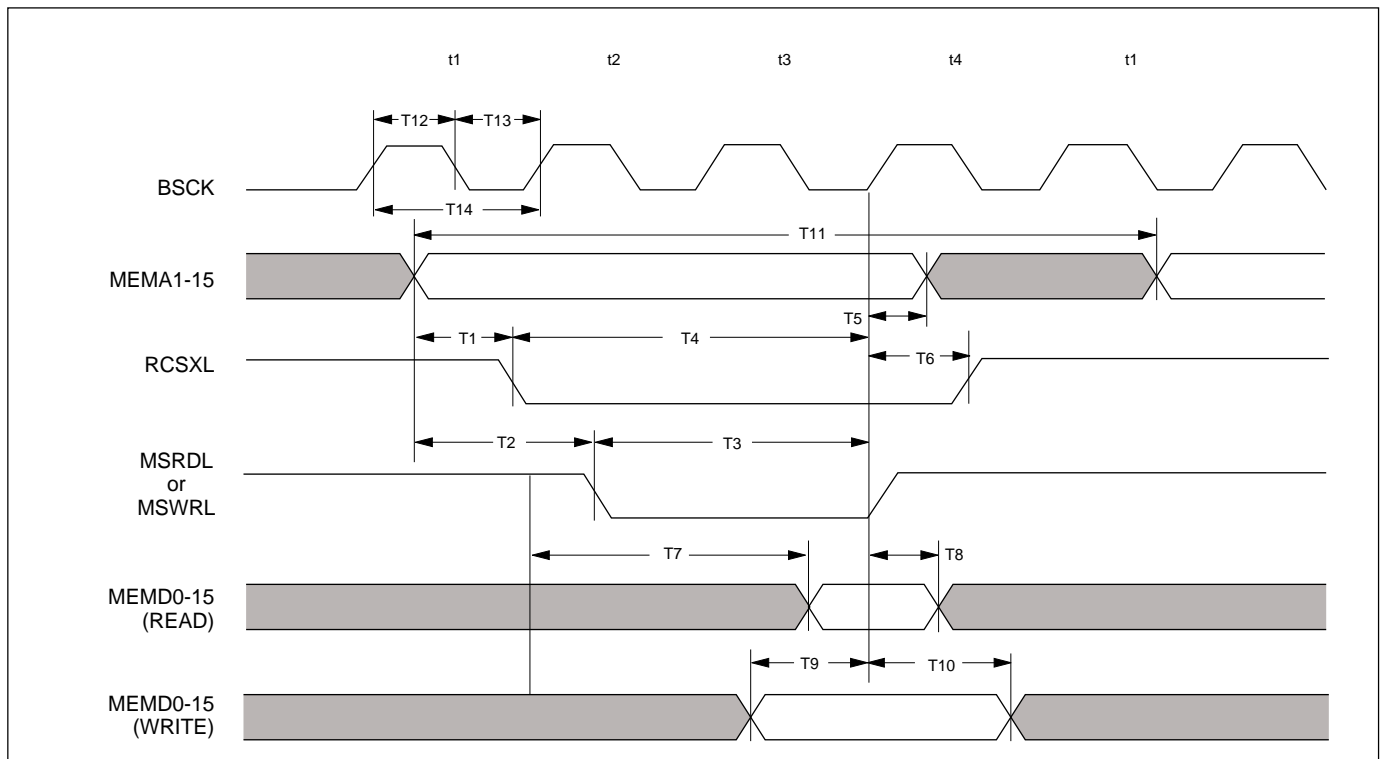 t1 t2 t3 t4 t1
T12 T13
BSCK
T14
T11
MEMA1-15
T5
T1 T4
RCSXL
T6
T2 T3
MSRDL
or
MSWRL
T7 T8
MEMD0-15
(READ)
T9 T10
MEMD0-15
(WRITE)